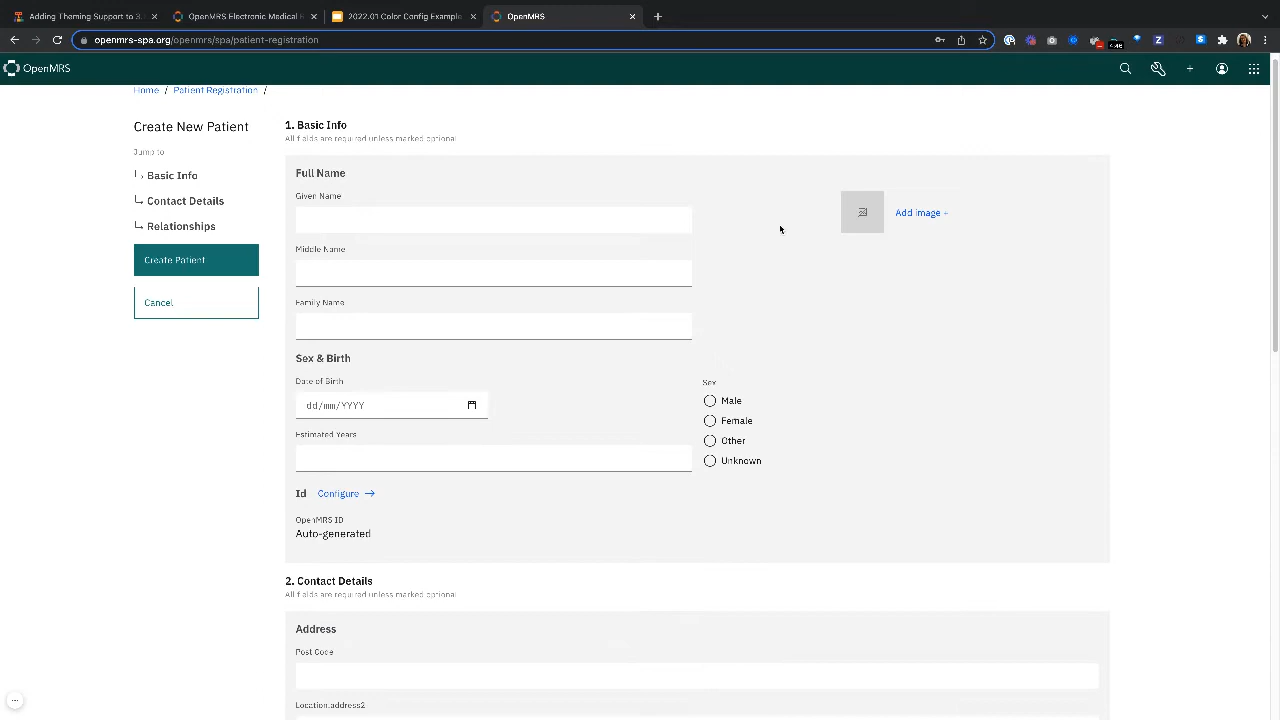 Adding Theming Support to 3.
OpenMRS Electronic Medical R
2022.01 Color Config Example
OpenMRS
openmrs-spa.org/openmrs/spa/patient-registration
4:46
OpenMRS
Home / Patient Registration /
Create New Patient
Jump to
Basic Info
Contact Details
Relationships
Create Patient
Cancel
1. Basic Info
All fields are required unless marked optional
Full Name
Given Name
Add image +
Middle Name
Family Name
Sex & Birth
Date of Birth
dd/mm/YYYY
Estimated Years
Sex
Male
Female
Other
Unknown
Id Configure
OpenMRS ID
Auto-generated
2. Contact Details
All fields are required unless marked optional
Address
Post Code
Location.address2